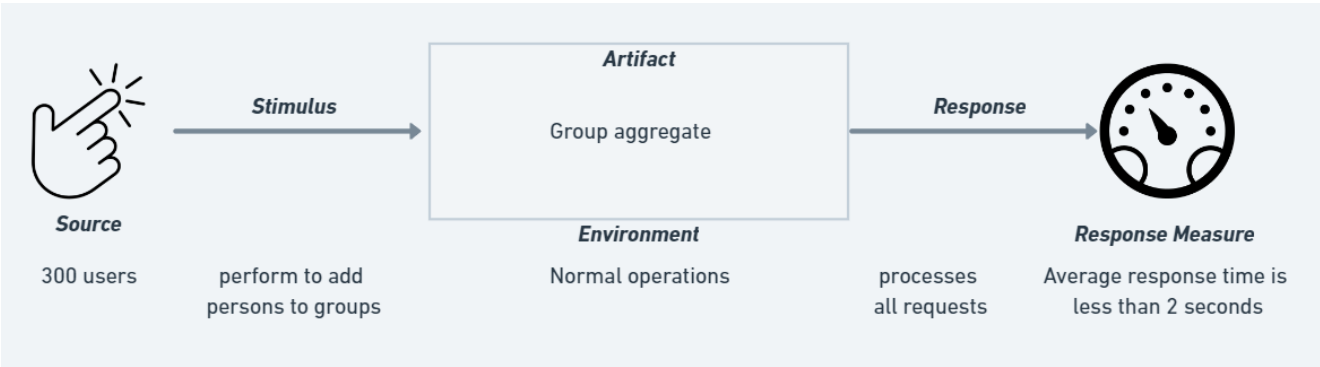 Artifact
Stimulus
Response
Group aggregate
Source
Environment
Response Measure
300 users
perform to add
persons to groups
Normal operations
processes
all requests
Average response time is
less than 2 seconds